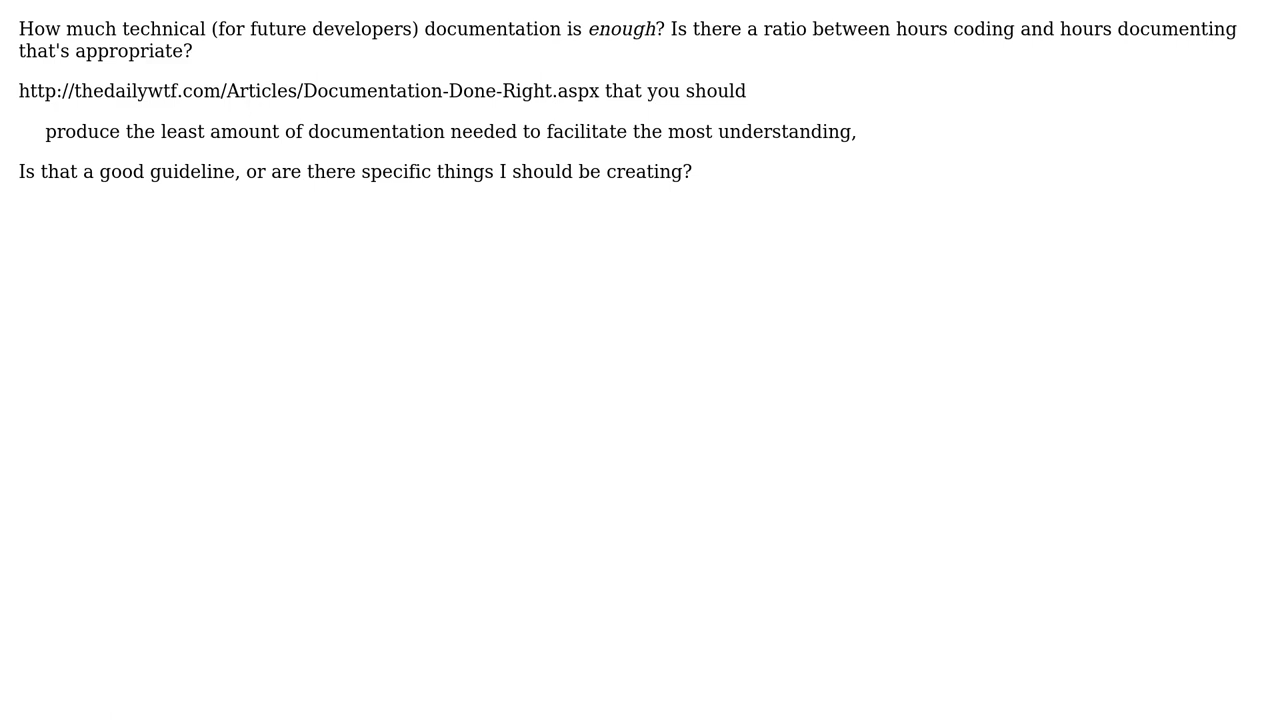 How much technical (for future developers) documentation is enough? Is there a ratio between hours coding and hours documenting
that's appropriate?
http://thedailywtf.com/Articles/Documentation-Done-Right.aspx that you should
produce the least amount of documentation needed to facilitate the most understanding,
Is that a good guideline, or are there specific things I should be creating?